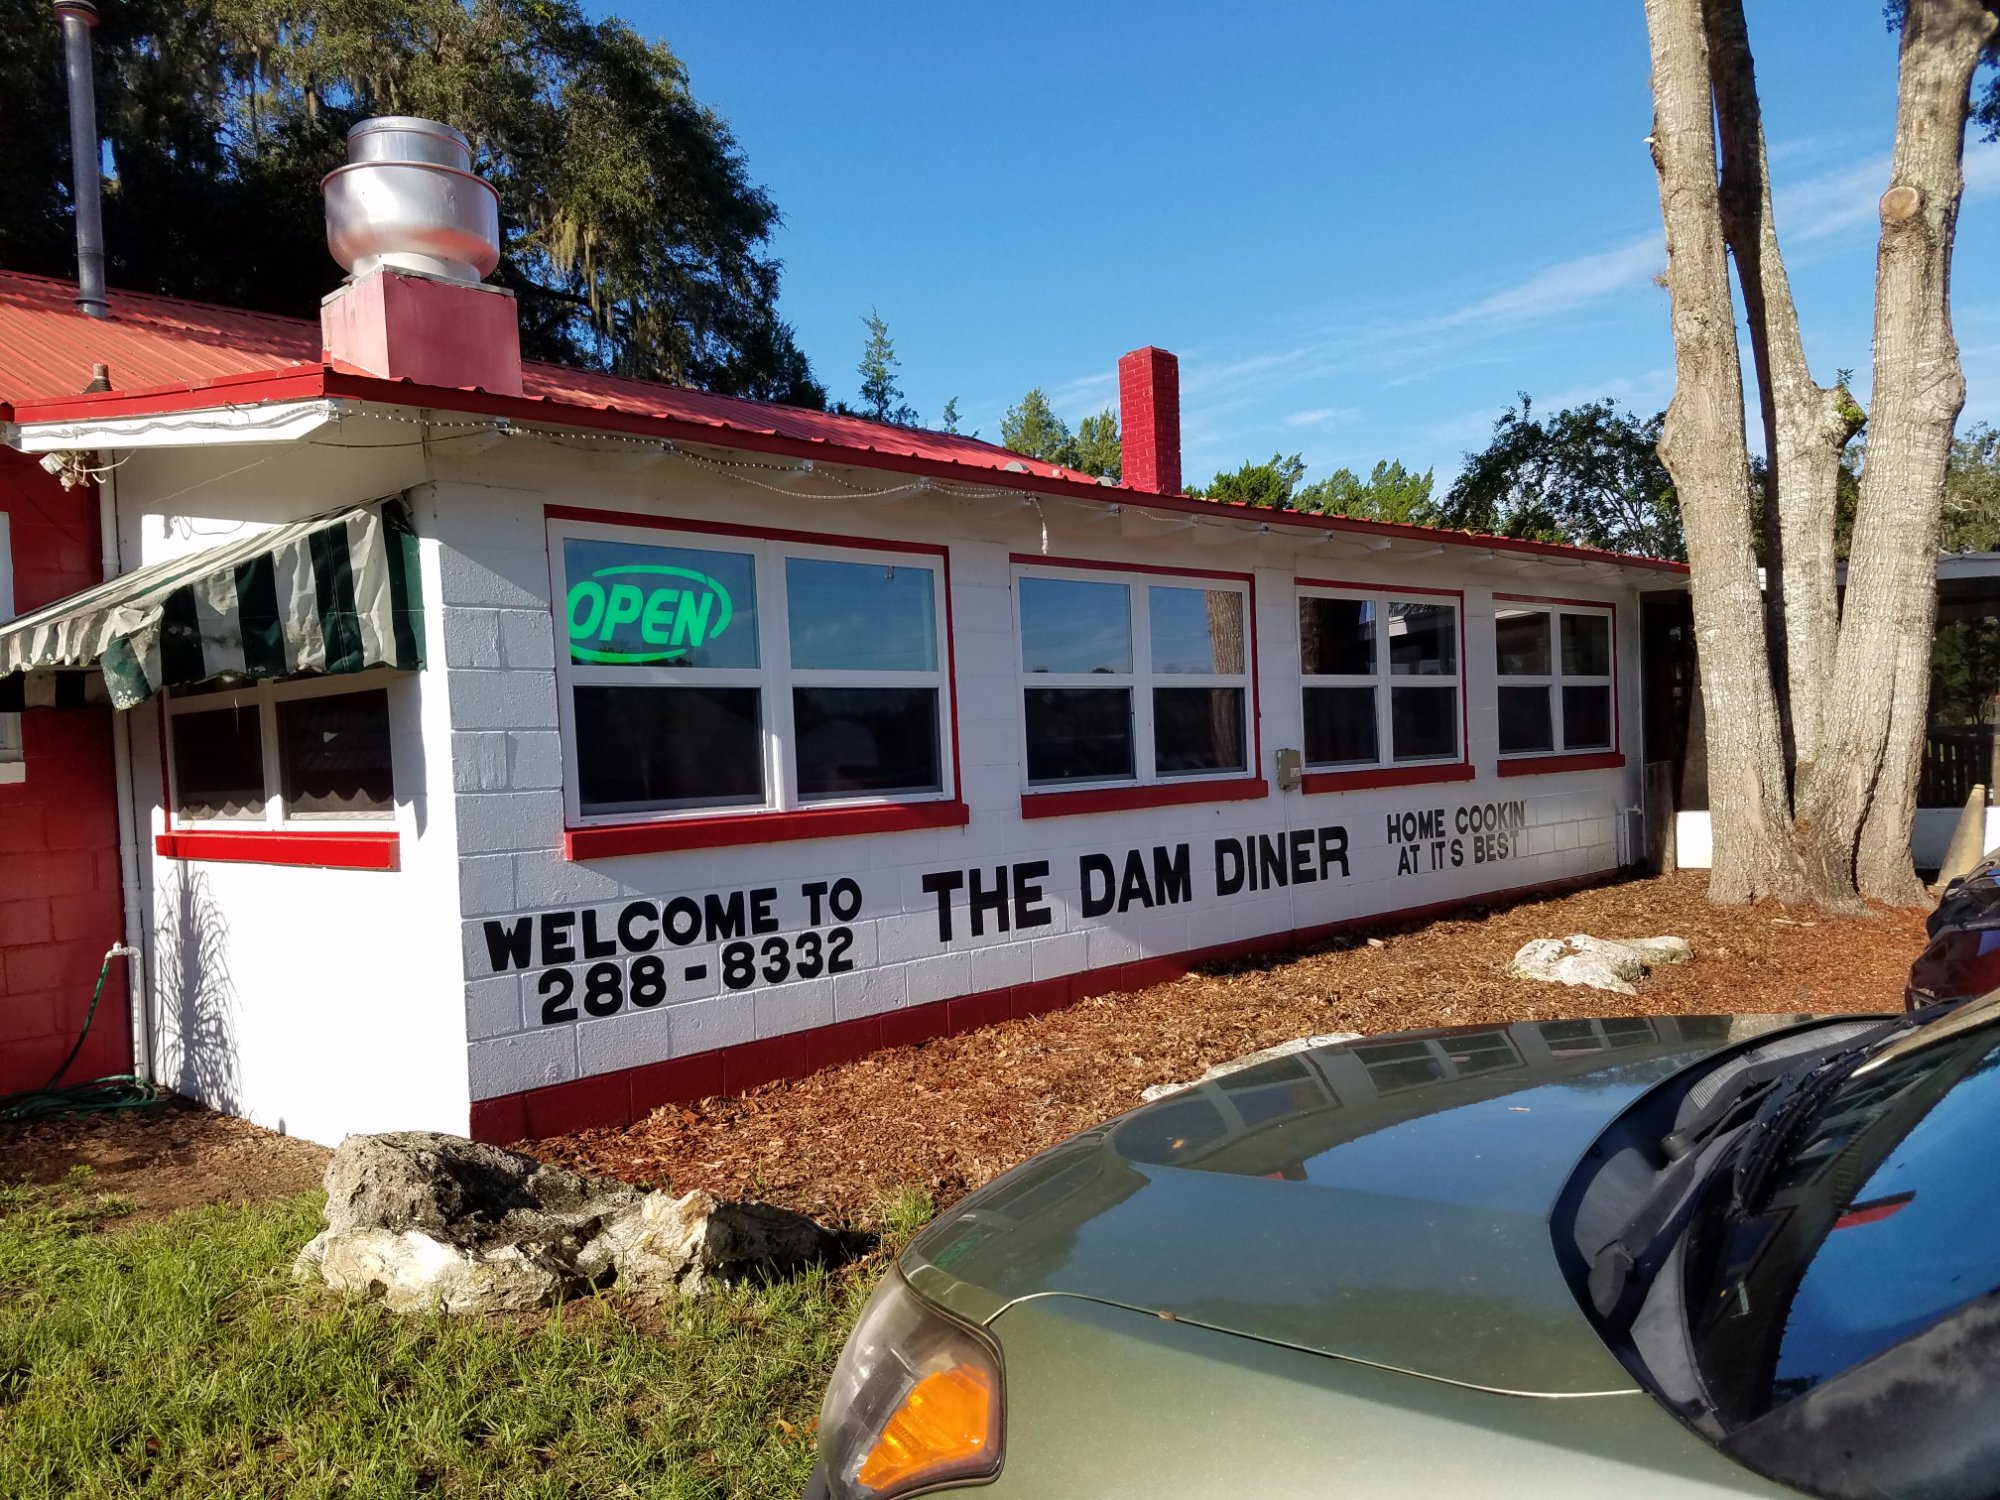 OPEN
WELCOME TO
288-8332
THE DAM DINER
HOME COOKIN'
AT IT'S BEST